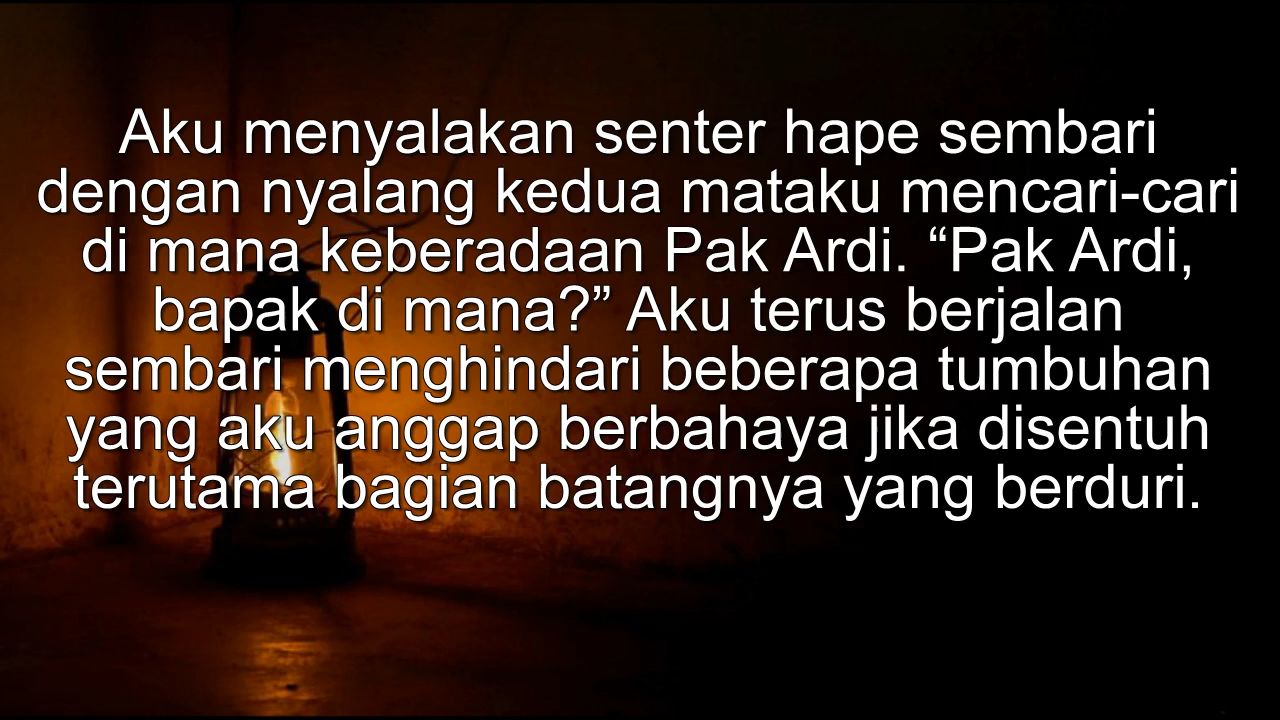 Aku menyalakan senter hape sembari
dengan nyalang kedua mataku mencari-cari
di mana keberadaan Pak Ardi. “Pak Ardi,
bapak di mana?” Aku terus berjalan
sembari menghindari beberapa tumbuhan
yang aku anggap berbahaya jika disentuh
terutama bagian batangnya yang berduri.